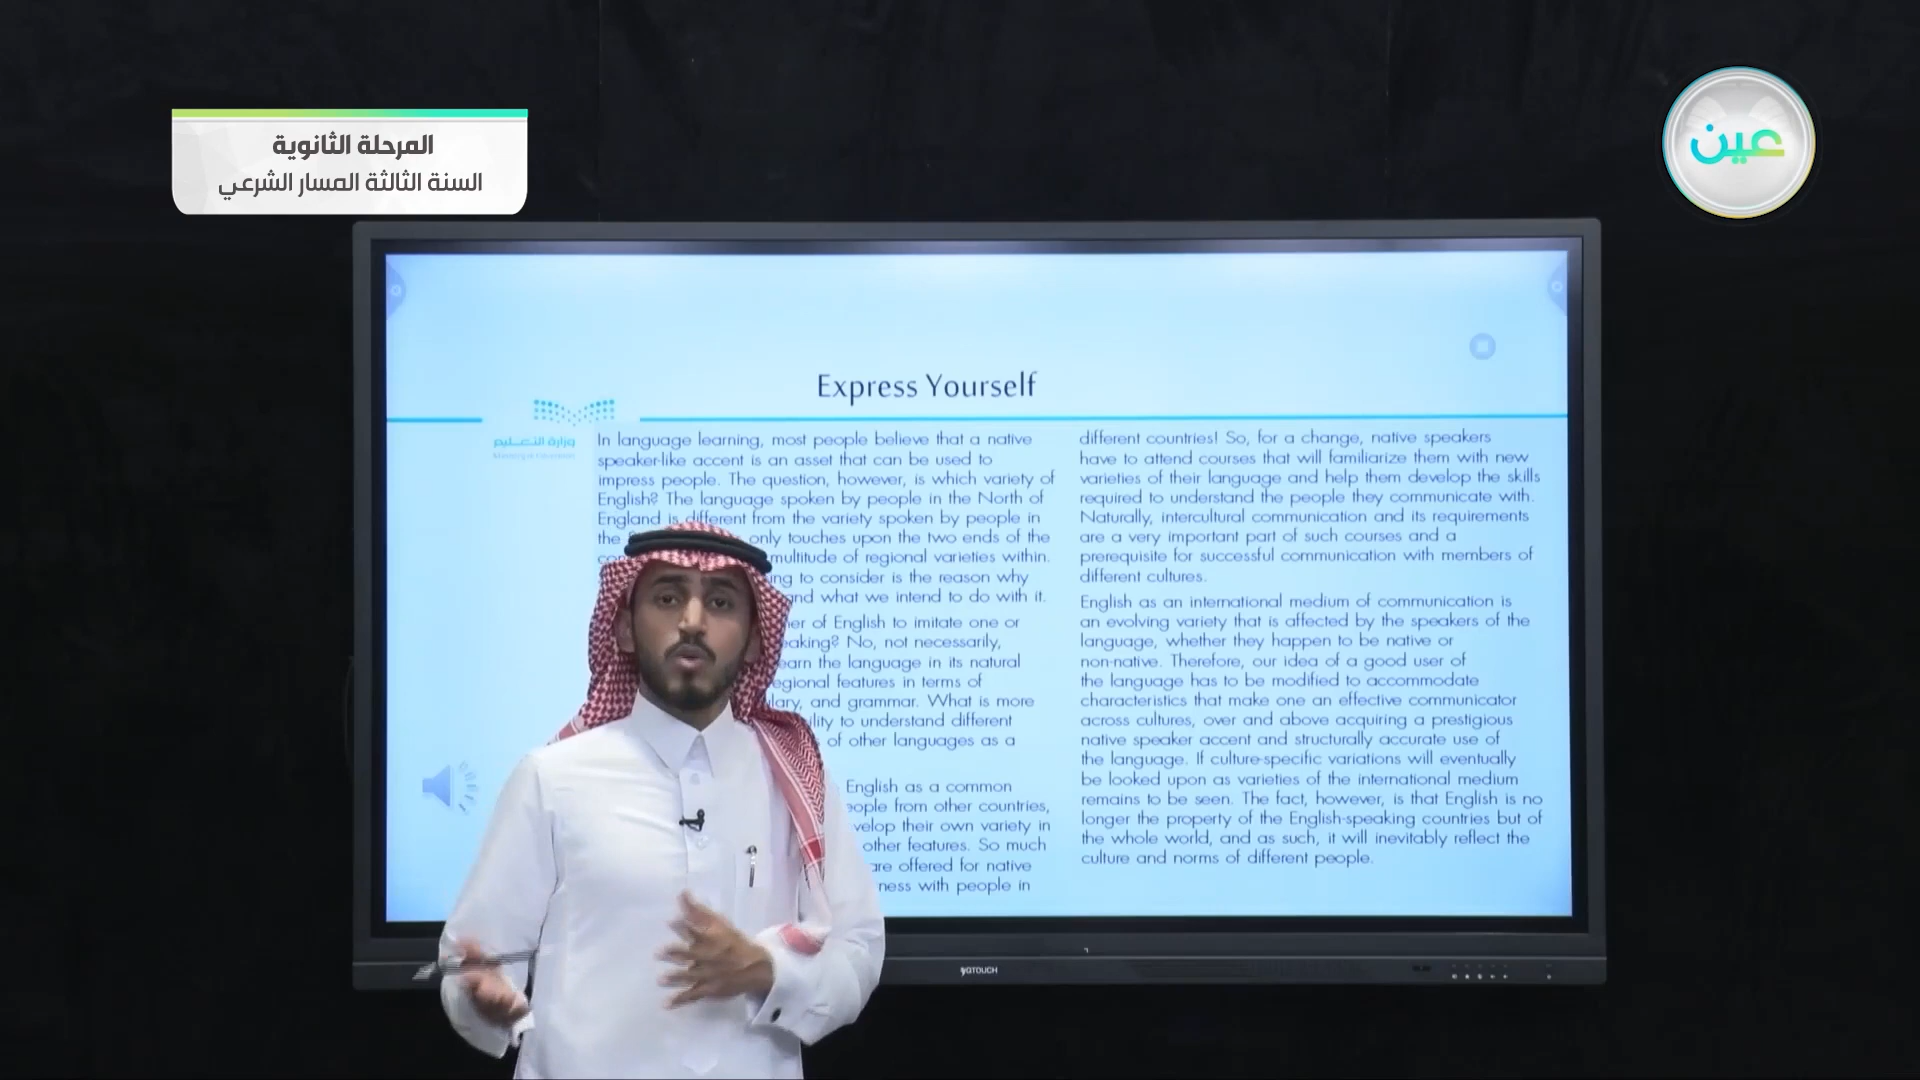 المرحلة الثانوية
السنة الثالثة المسار الشرعي
عين
Express Yourself
وزارة التعليم
Ministry of Education
In language learning, most people believe that a native
speaker-like accent is an asset that can be used to
impress people. The question, however, is which variety of
English? The language spoken by people in the North of
England is different from the variety spoken by people in
the only touches upon the two ends of the
multitude of regional varieties within.
to consider is the reason why
and what we intend to do with it.
of English to imitate one or
No, not necessarily,
the language in its natural
regional features in terms of
and grammar. What is more
to understand different
of other languages as a
English as a common
people from other countries,
their own variety in
other features. So much
are offered for native
with people in
different countries! So, for a change, native speakers
have to attend courses that will familiarize them with new
varieties of their language and help them develop the skills
required to understand the people they communicate with.
Naturally, intercultural communication and its requirements
are a very important part of such courses and a
prerequisite for successful communication with members of
different cultures.
English as an international medium of communication is
an evolving variety that is affected by the speakers of the
language, whether they happen to be native or
non-native. Therefore, our idea of a good user of
the language has to be modified to accommodate
characteristics that make one an effective communicator
across cultures, over and above acquiring a prestigious
native speaker accent and structurally accurate use of
the language. If culture-specific variations will eventually
be looked upon as varieties of the international medium
remains to be seen. The fact, however, is that English is no
longer the property of the English-speaking countries but of
the whole world, and as such, it will inevitably reflect the
culture and norms of different people.